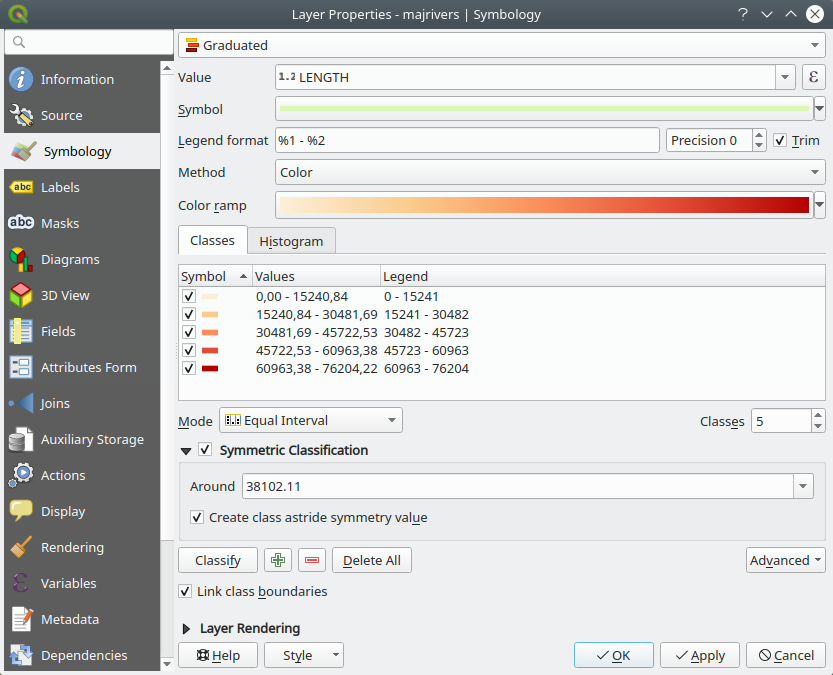 Layer Properties - majrivers | Symbology
Information
Source
Symbology
abc Labels
abc Masks
Diagrams
3D View
Fields
Attributes Form
Joins
Auxiliary Storage
Actions
Display
Rendering
Variables
Metadata
Dependencies
Graduated
Value 1.2 LENGTH ε
Symbol
Legend format %1 - %2 Precision 0 Trim
Method Color
Color ramp
Classes Histogram
Symbol Values Legend
0,00 - 15240,84 0 - 15241
15240,84 - 30481,69 15241 - 30482
30481,69 - 45722,53 30482 - 45723
45722,53 - 60963,38 45723 - 60963
60963,38 - 76204,22 60963 - 76204
Mode Equal Interval Classes 5
Symmetric Classification
Around 38102.11
Create class astride symmetry value
Classify Delete All Advanced
Link class boundaries
Layer Rendering
Help Style OK Apply Cancel